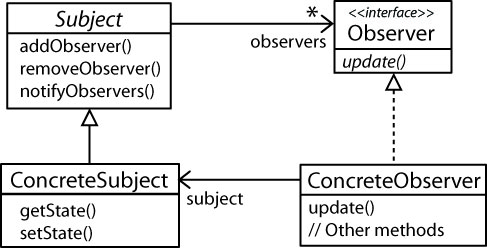 Subject
addObserver()
removeObserver()
notifyObservers()
*
observers
<<interface>>
Observer
update()
ConcreteSubject
getState()
setState()
subject
ConcreteObserver
update()
// Other methods